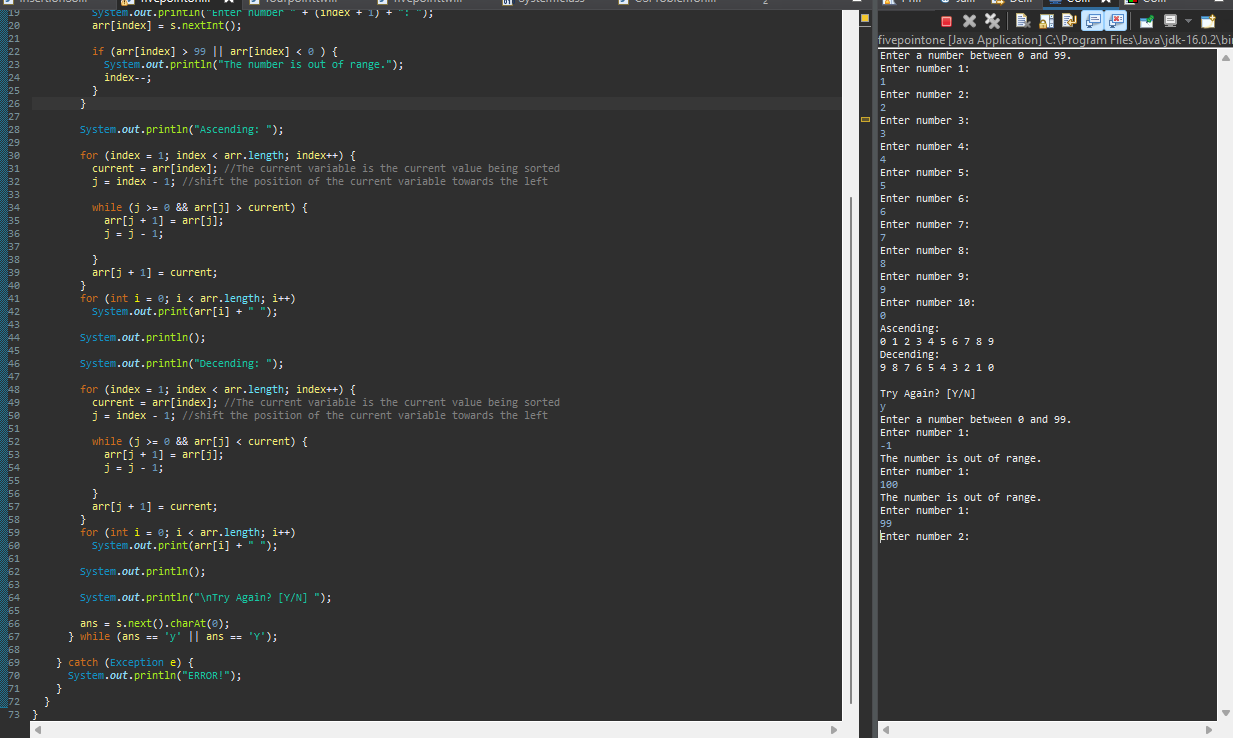 19 System.out.println("Enter number " + (index + 1) + ": ");
20 arr[index] = s.nextInt();
21
22 if (arr[index] > 99 || arr[index] < 0 ) {
23 System.out.println("The number is out of range.");
24 index--;
25 }
26 }
27
28 System.out.println("Ascending: ");
29
30 for (index = 1; index < arr.length; index++) {
31 current = arr[index]; //The current variable is the current value being sorted
32 j = index - 1; //shift the position of the current variable towards the left
33
34 while (j >= 0 && arr[j] > current) {
35 arr[j + 1] = arr[j];
36 j = j - 1;
37
38 }
39 arr[j + 1] = current;
40 }
41 for (int i = 0; i < arr.length; i++)
42 System.out.print(arr[i] + " ");
43
44 System.out.println();
45
46 System.out.println("Decending: ");
47
48 for (index = 1; index < arr.length; index++) {
49 current = arr[index]; //The current variable is the current value being sorted
50 j = index - 1; //shift the position of the current variable towards the left
51
52 while (j >= 0 && arr[j] < current) {
53 arr[j + 1] = arr[j];
54 j = j - 1;
55
56 }
57 arr[j + 1] = current;
58 }
59 for (int i = 0; i < arr.length; i++)
60 System.out.print(arr[i] + " ");
61
62 System.out.println();
63
64 System.out.println("\nTry Again? [Y/N] ");
65
66 ans = s.next().charAt(0);
67 } while (ans == 'y' || ans == 'Y');
68
69 } catch (Exception e) {
70 System.out.println("ERROR!");
71 }
72 }
73 }
fivepointone [Java Application] C:\Program Files\Java\jdk-16.0.2\bin
Enter a number between 0 and 99.
Enter number 1:
1
Enter number 2:
2
Enter number 3:
3
Enter number 4:
4
Enter number 5:
5
Enter number 6:
6
Enter number 7:
7
Enter number 8:
8
Enter number 9:
9
Enter number 10:
0
Ascending:
0 1 2 3 4 5 6 7 8 9
Decending:
9 8 7 6 5 4 3 2 1 0
Try Again? [Y/N]
y
Enter a number between 0 and 99.
Enter number 1:
-1
The number is out of range.
Enter number 1:
100
The number is out of range.
Enter number 1:
99
Enter number 2: